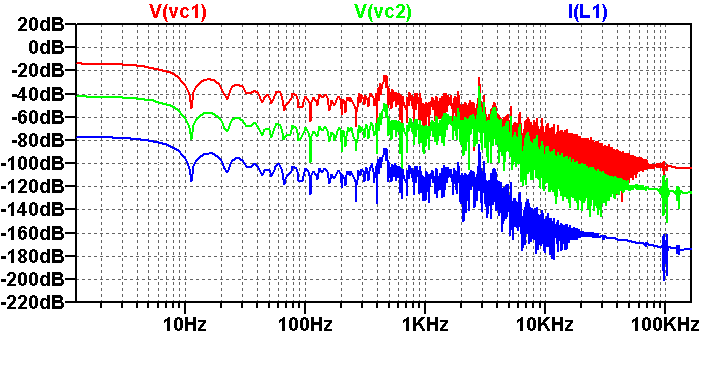 V(vc1) V(vc2) I(L1)
20dB
0dB
-20dB
-40dB
-60dB
-80dB
-100dB
-120dB
-140dB
-160dB
-180dB
-200dB
-220dB
10Hz 100Hz 1KHz 10KHz 100KHz